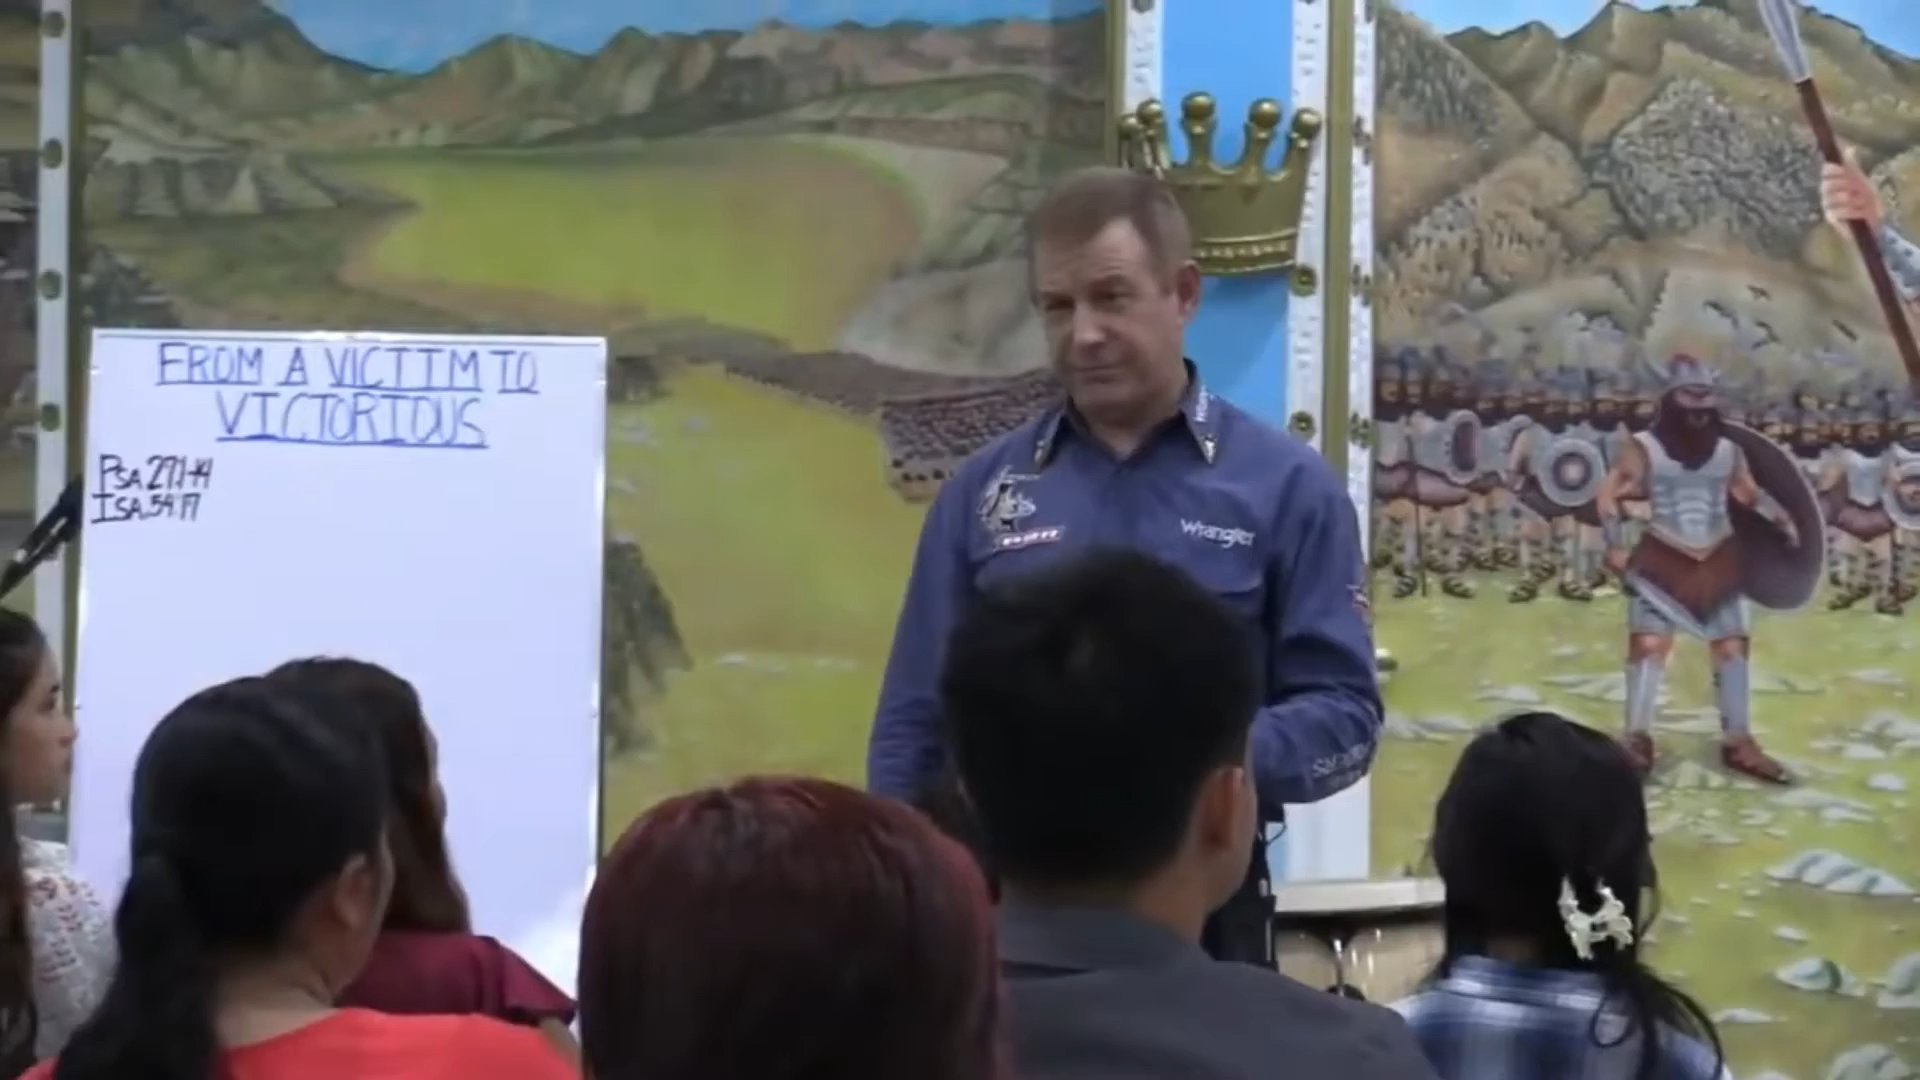 FROM A VICTIM TO
VICTORIOUS
PSA 27:1-14
ISA.54:17
Wrangler